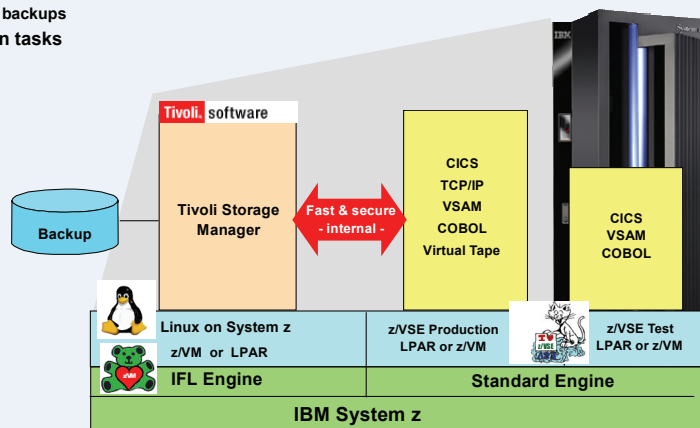 backups
n tasks
IBM
Tivoli. software
Tivoli Storage
Manager
Backup
Fast & secure
- internal -
CICS
TCP/IP
VSAM
COBOL
Virtual Tape
CICS
VSAM
COBOL
Linux on System z
z/VM or LPAR
z/VSE Production
LPAR or z/VM
I ♥
z/VSE
z/VSE Test
LPAR or z/VM
z/VM
IFL Engine
Standard Engine
IBM System z